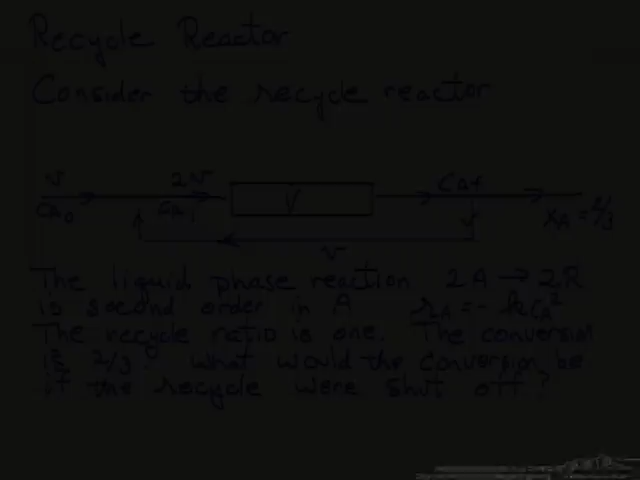 Recycle Reactor
Consider the recycle reactor
v 2v CAf
CA0 CA1 V XA = 2/3
v
The liquid phase reaction 2A → 2R
is second order in A rA = - kCA²
The recycle ratio is one. The conversion
is 2/3. What would the conversion be
if the recycle were shut off?